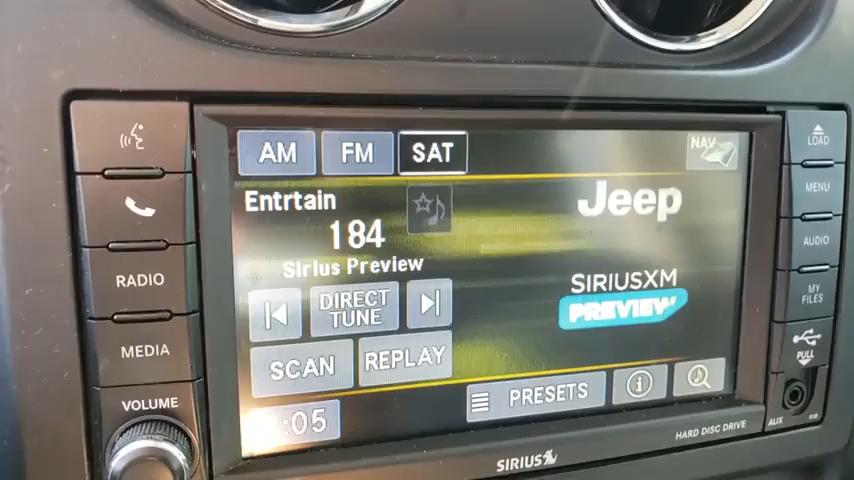 AM FM SAT NAV
Entrtain
184
Sirius Preview
Jeep
SIRIUSXM
PREVIEW
DIRECT
TUNE
SCAN REPLAY
:05
PRESETS
RADIO
MEDIA
VOLUME
LOAD
MENU
AUDIO
MY
FILES
PULL
AUX
HARD DISC DRIVE
SIRIUS